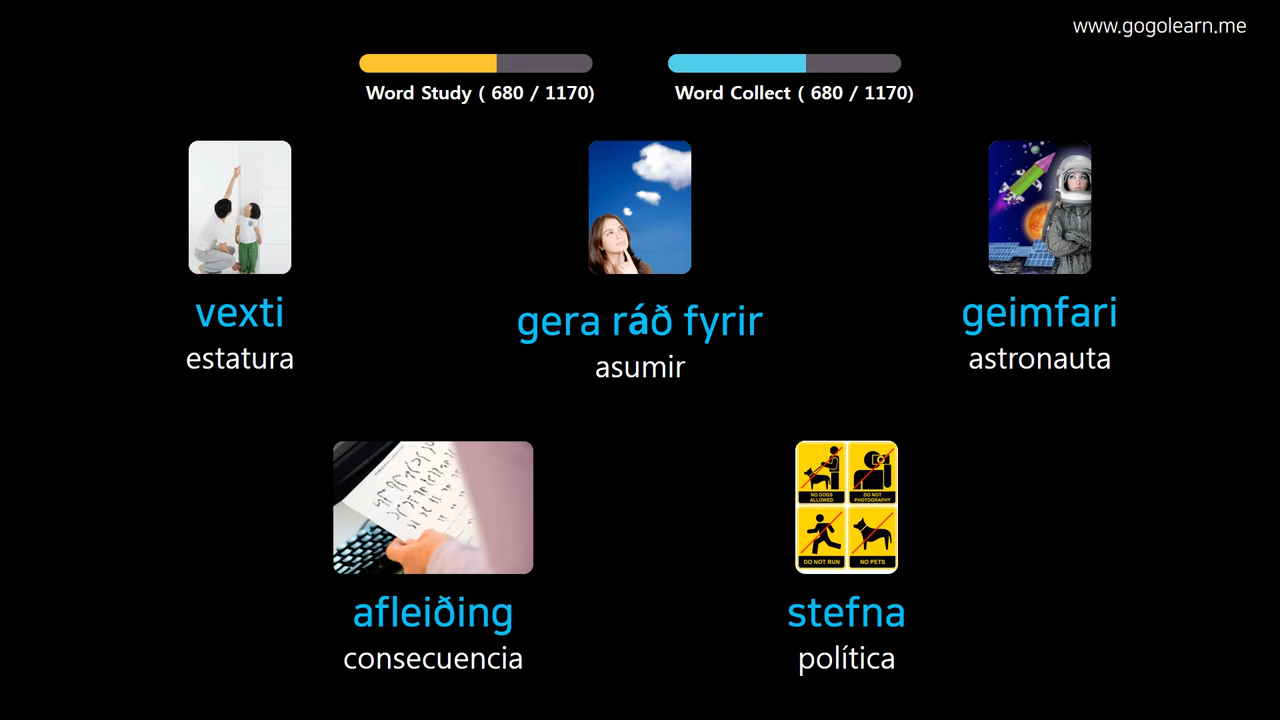 www.gogolearn.me
Word Study ( 680 / 1170)
Word Collect ( 680 / 1170)
vexti
estatura
gera ráð fyrir
asumir
geimfari
astronauta
NO DOGS
ALLOWED
DO NOT
PHOTOGRAPHY
DO NOT RUN
NO PETS
afleiðing
consecuencia
stefna
política